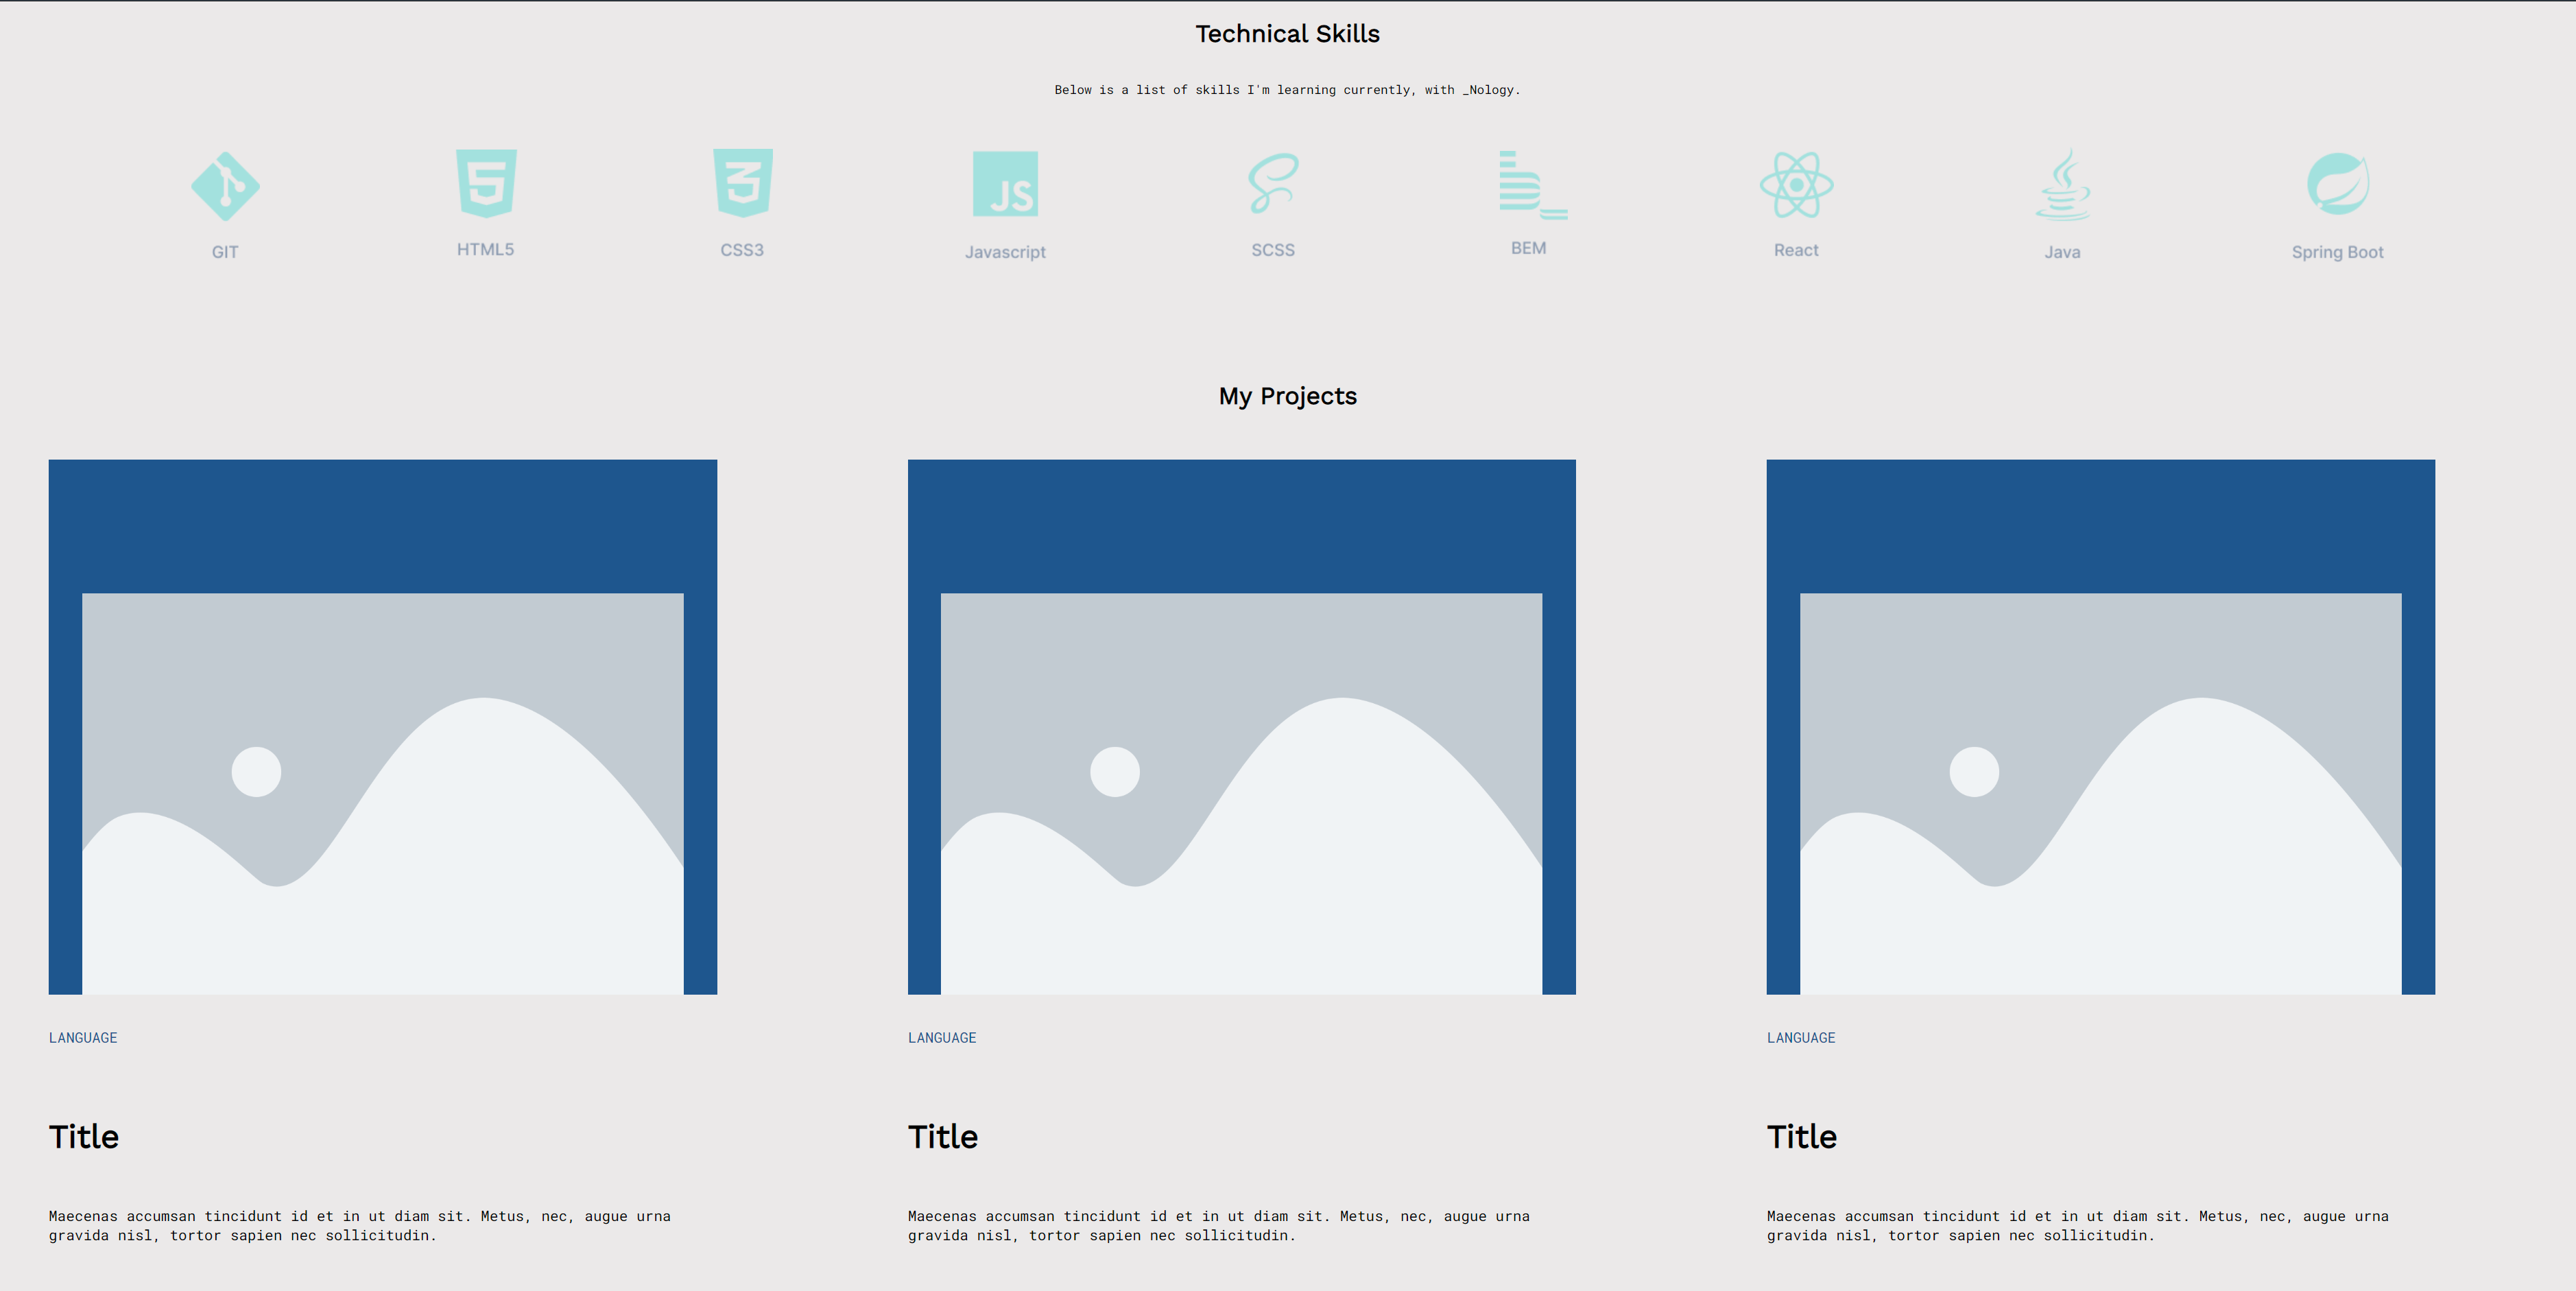 Technical Skills
Below is a list of skills I'm learning currently, with _Nology.
JS
GIT
HTML5
CSS3
Javascript
SCSS
BEM
React
Java
Spring Boot
My Projects
LANGUAGE
Title
Maecenas accumsan tincidunt id et in ut diam sit. Metus, nec, augue urna
gravida nisl, tortor sapien nec sollicitudin.
LANGUAGE
Title
Maecenas accumsan tincidunt id et in ut diam sit. Metus, nec, augue urna
gravida nisl, tortor sapien nec sollicitudin.
LANGUAGE
Title
Maecenas accumsan tincidunt id et in ut diam sit. Metus, nec, augue urna
gravida nisl, tortor sapien nec sollicitudin.